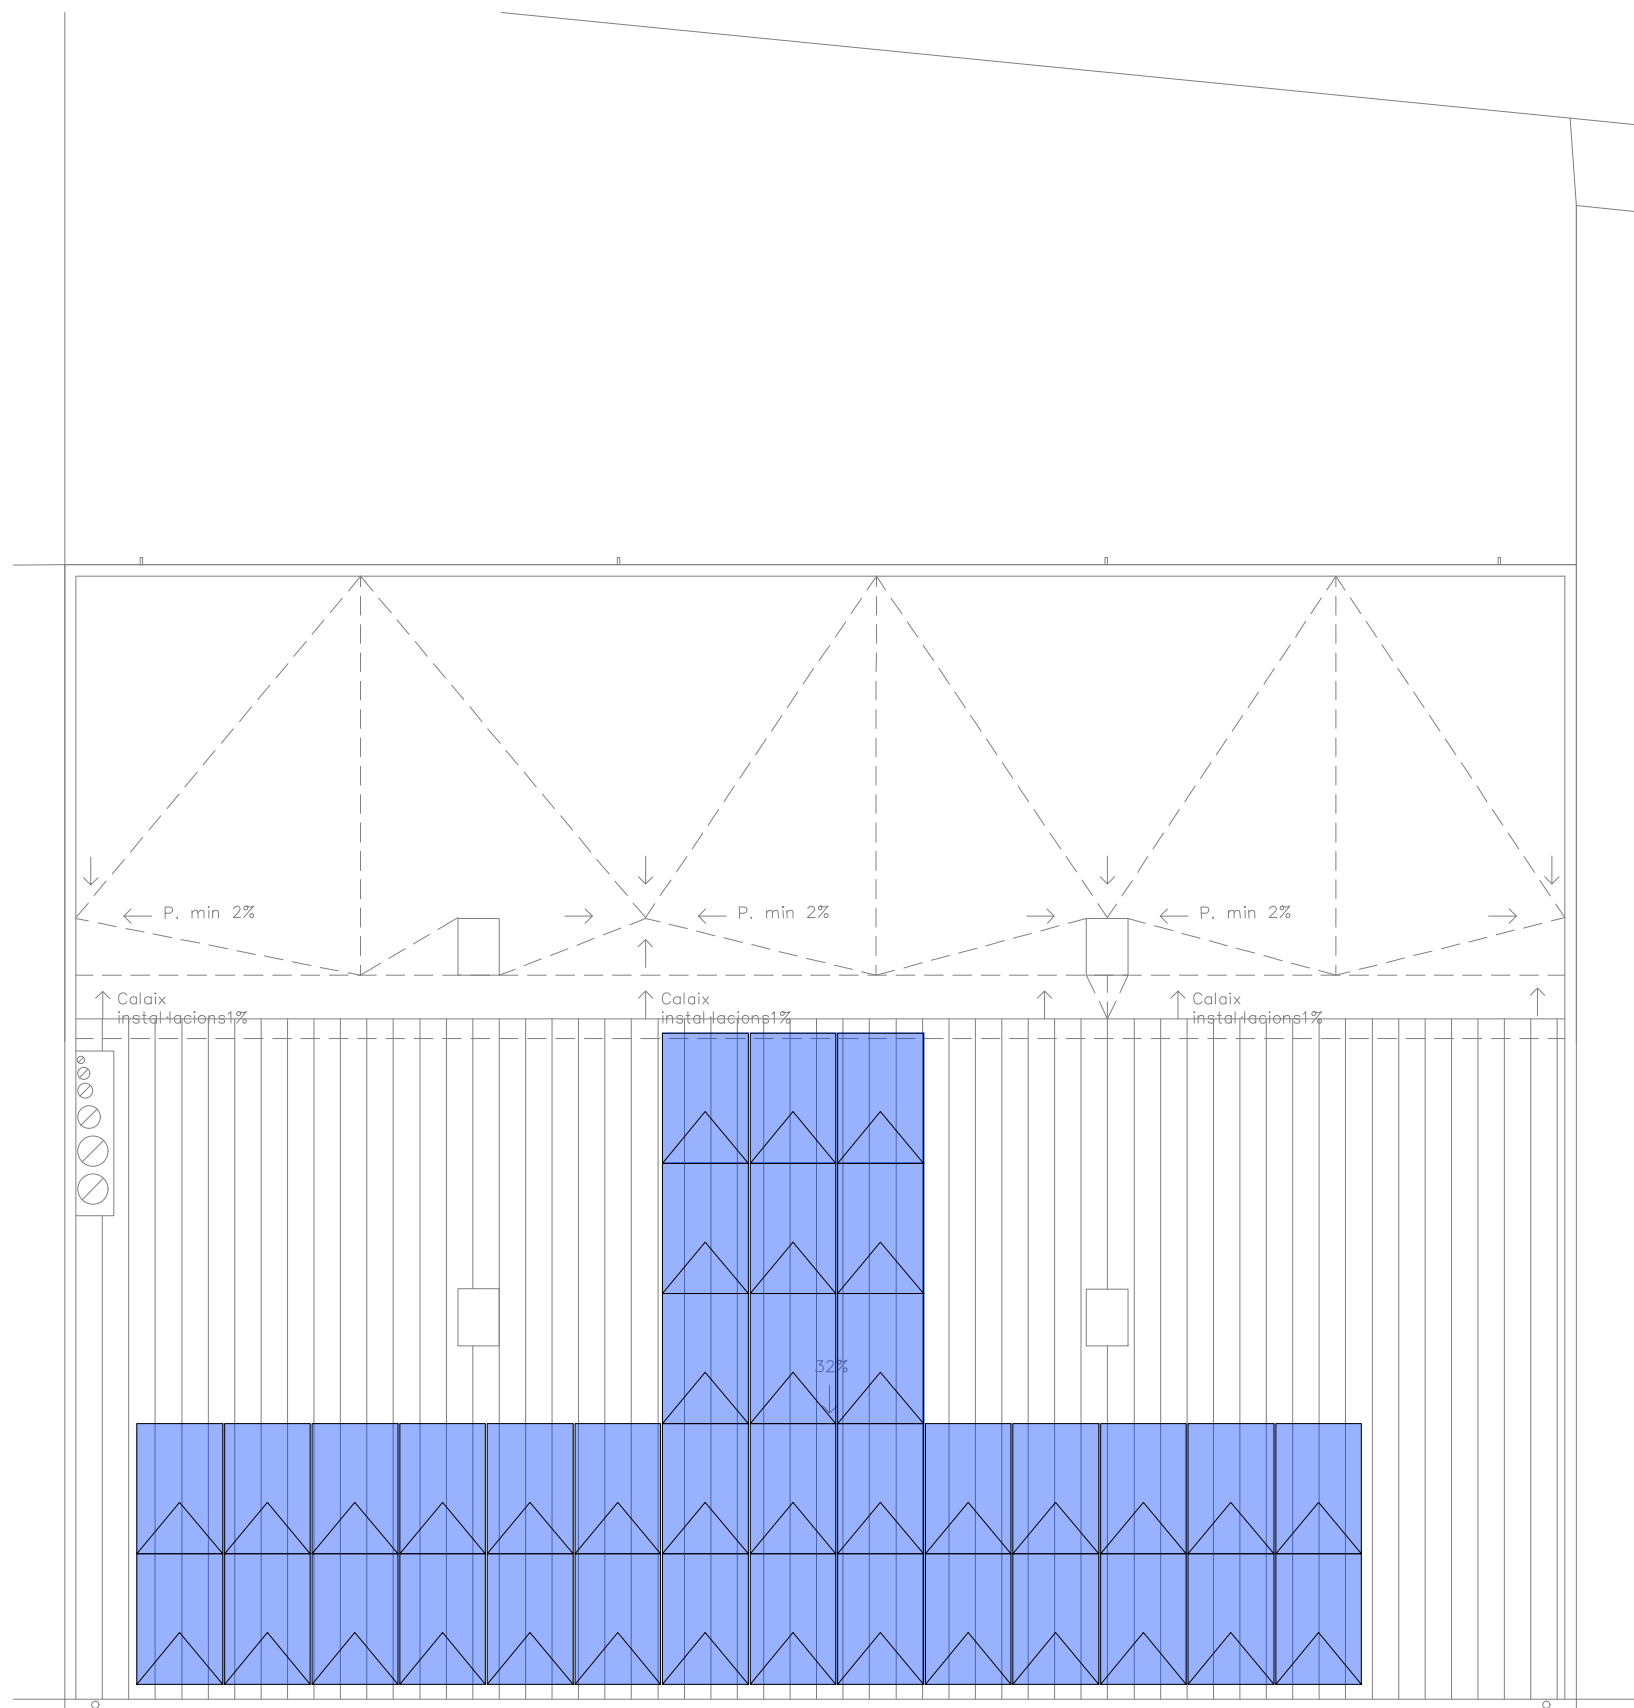 P. min 2%
P. min 2%
P. min 2%
Calaix
instal·lacions1%
Calaix
instal·lacions1%
Calaix
instal·lacions1%
32%